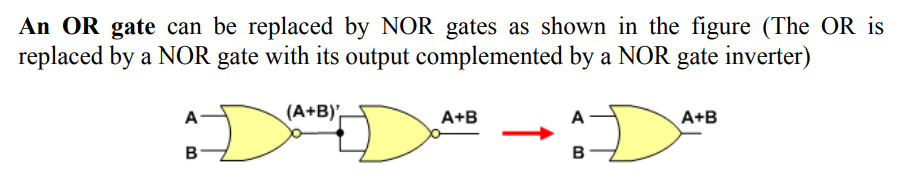 An OR gate can be replaced by NOR gates as shown in the figure (The OR is
replaced by a NOR gate with its output complemented by a NOR gate inverter)
A (A+B)' A+B A A+B
B B